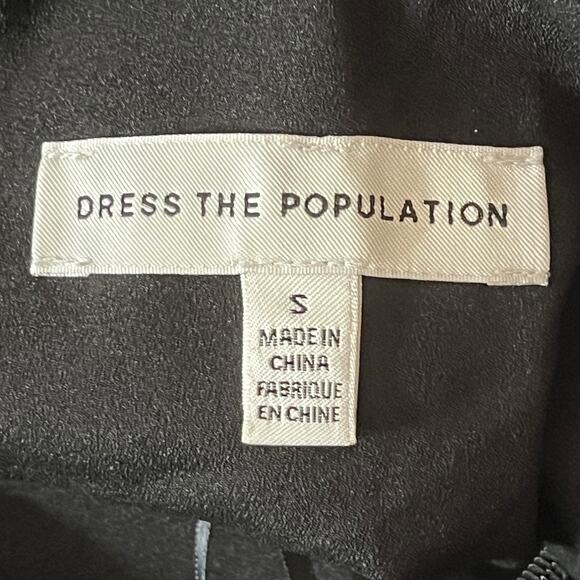 DRESS THE POPULATION
S
MADE IN
CHINA
FABRIQUE
EN CHINE